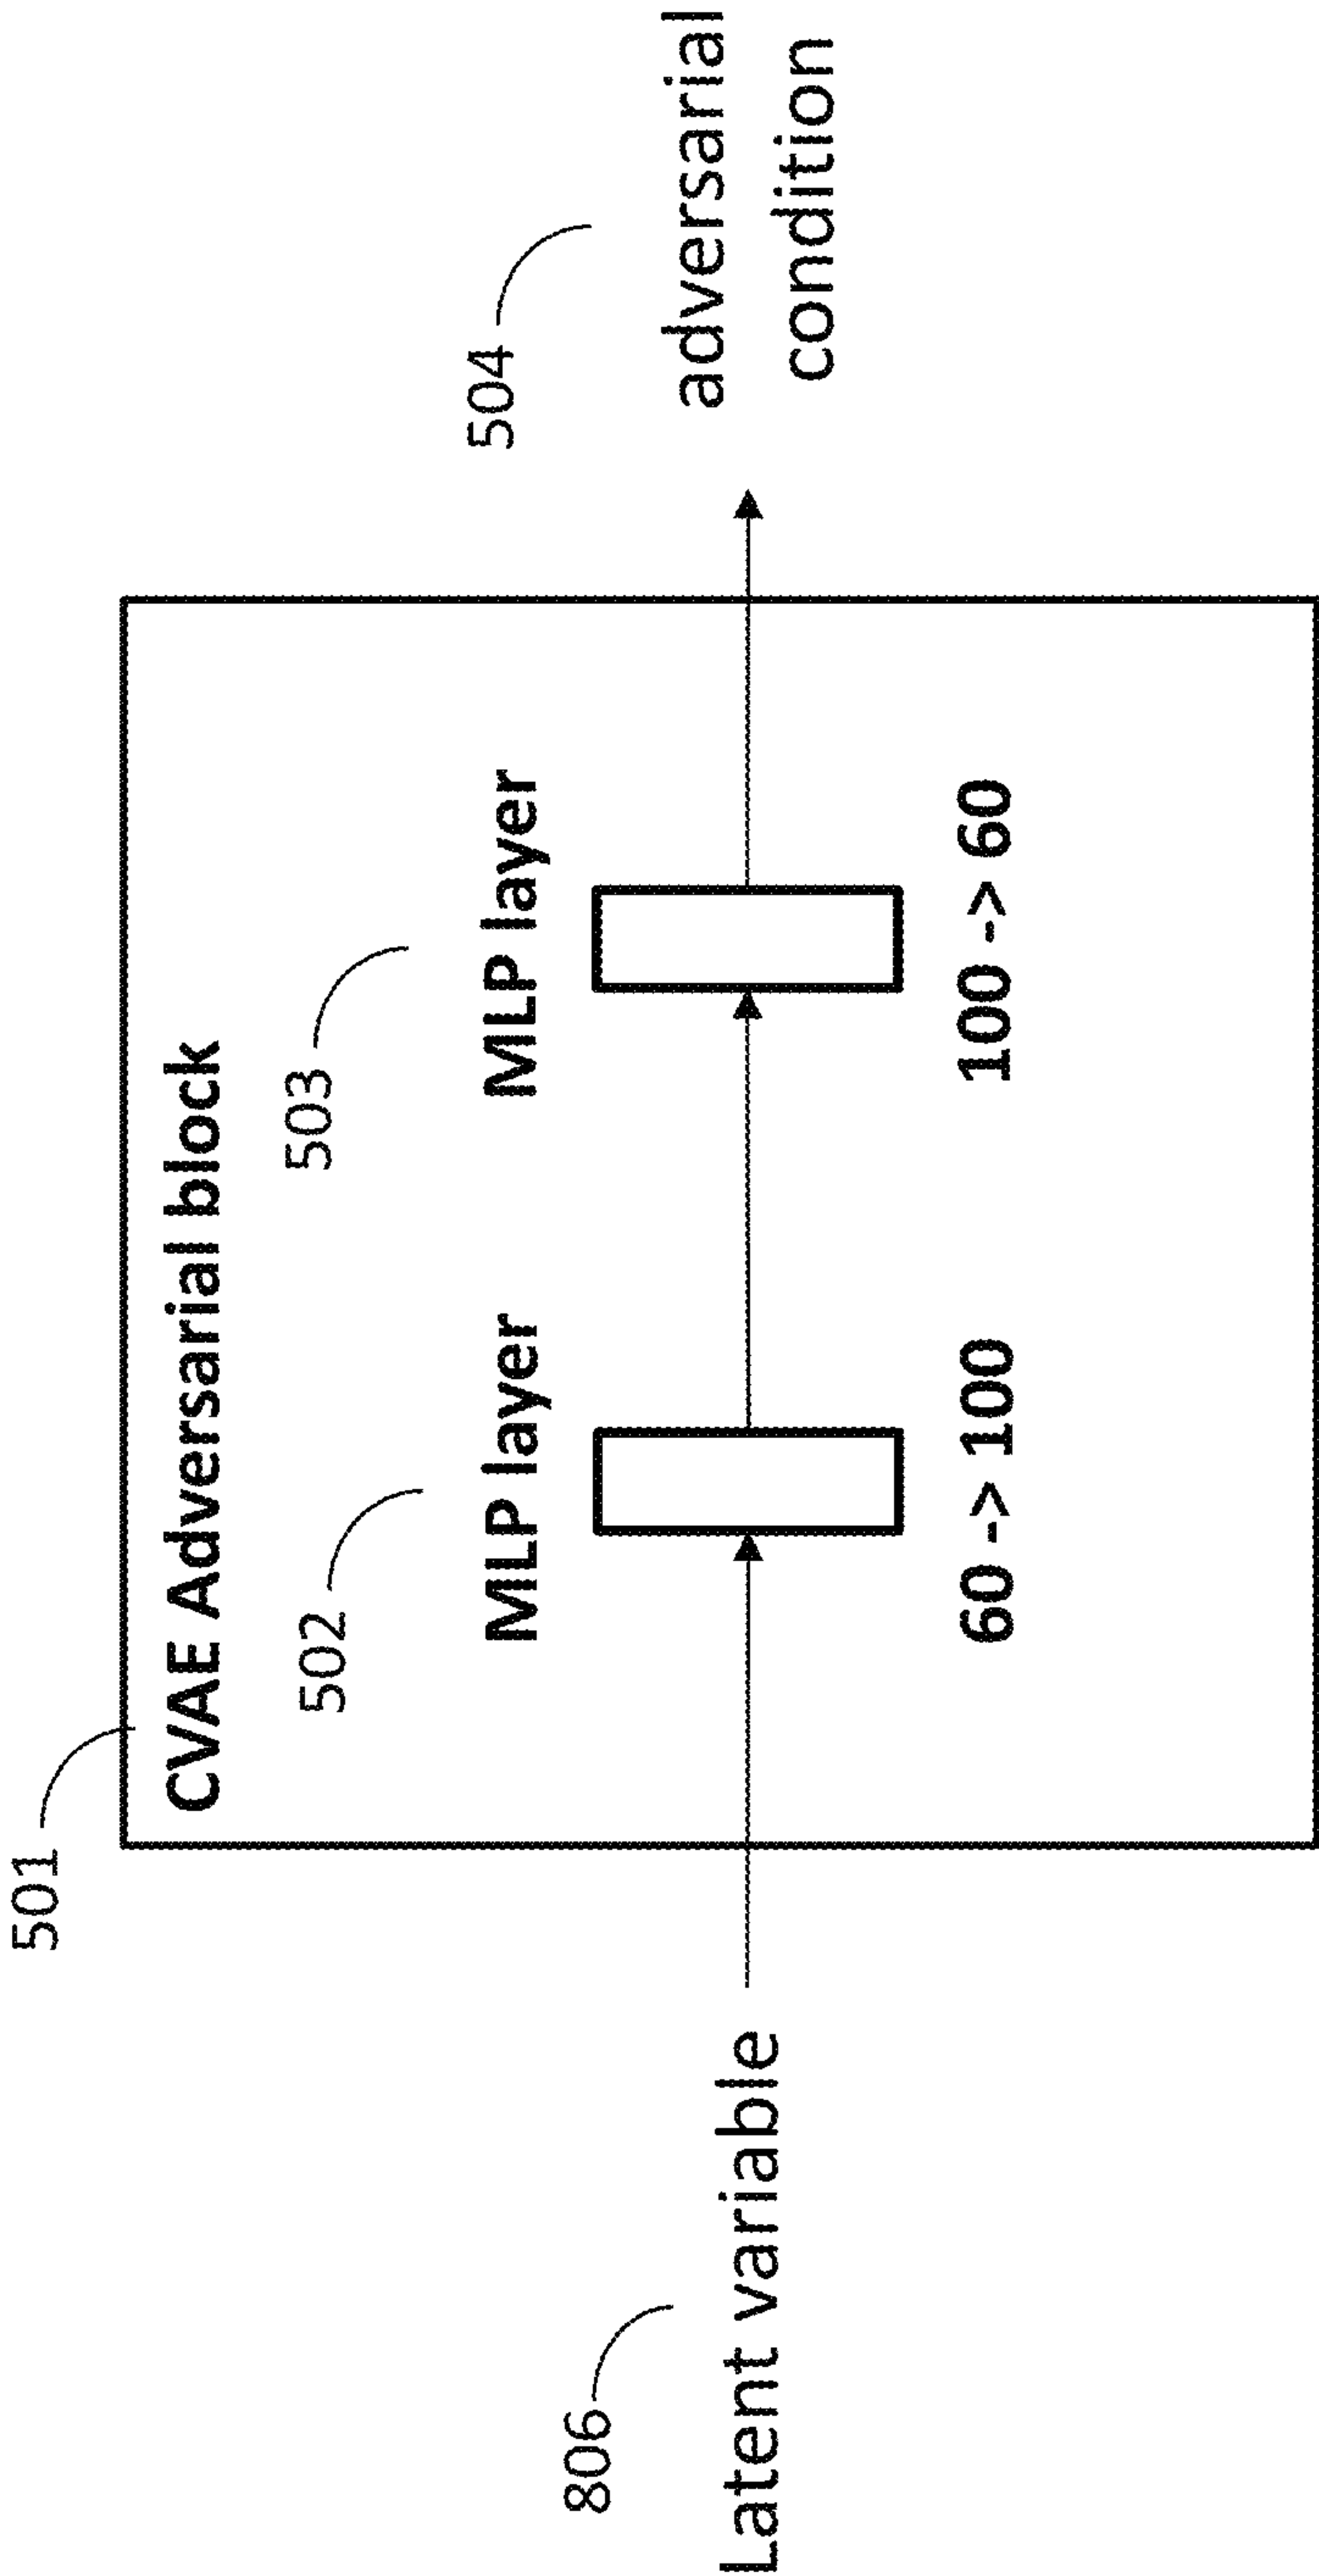 501
CVAE Adversarial block
502
503
MLP layer
MLP layer
504
806
Latent variable
adversarial
condition
60 -> 100
100 -> 60